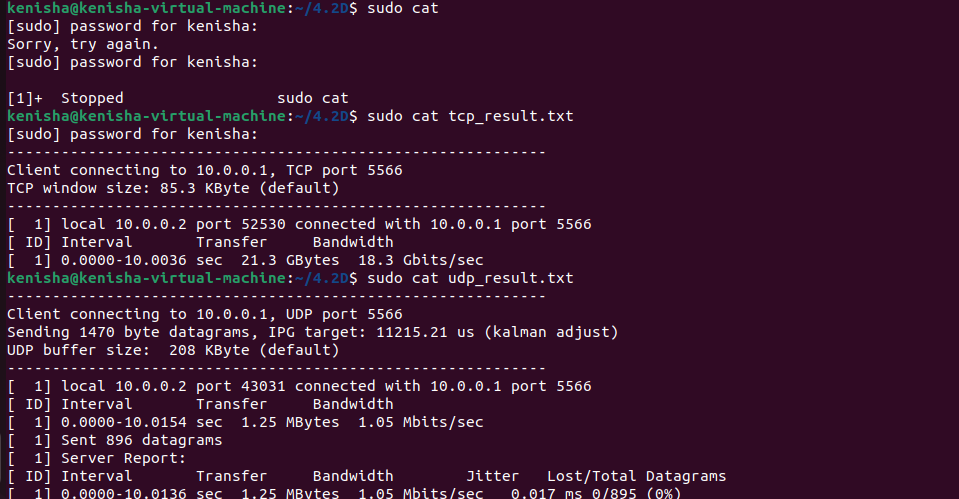 kenisha@kenisha-virtual-machine:~/4.2D$ sudo cat
[sudo] password for kenisha:
Sorry, try again.
[sudo] password for kenisha:
[1]+  Stopped                 sudo cat
kenisha@kenisha-virtual-machine:~/4.2D$ sudo cat tcp_result.txt
[sudo] password for kenisha:
------------------------------------------------------------
Client connecting to 10.0.0.1, TCP port 5566
TCP window size: 85.3 KByte (default)
------------------------------------------------------------
[  1] local 10.0.0.2 port 52530 connected with 10.0.0.1 port 5566
[ ID] Interval       Transfer     Bandwidth
[  1] 0.0000-10.0036 sec  21.3 GBytes  18.3 Gbits/sec
kenisha@kenisha-virtual-machine:~/4.2D$ sudo cat udp_result.txt
------------------------------------------------------------
Client connecting to 10.0.0.1, UDP port 5566
Sending 1470 byte datagrams, IPG target: 11215.21 us (kalman adjust)
UDP buffer size:  208 KByte (default)
------------------------------------------------------------
[  1] local 10.0.0.2 port 43031 connected with 10.0.0.1 port 5566
[ ID] Interval       Transfer     Bandwidth
[  1] 0.0000-10.0154 sec  1.25 MBytes  1.05 Mbits/sec
[  1] Sent 896 datagrams
[  1] Server Report:
[ ID] Interval       Transfer     Bandwidth        Jitter   Lost/Total Datagrams
[  1] 0.0000-10.0136 sec  1.25 MBytes  1.05 Mbits/sec   0.017 ms 0/895 (0%)